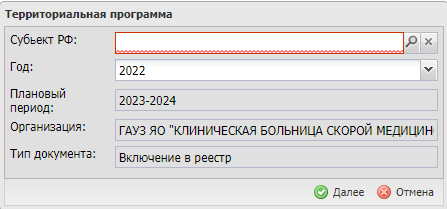 Территориальная программа
Субъект РФ:
Год: 2022
Плановый период: 2023-2024
Организация: ГАУЗ ЯО "КЛИНИЧЕСКАЯ БОЛЬНИЦА СКОРОЙ МЕДИЦИН
Тип документа: Включение в реестр
Далее Отмена